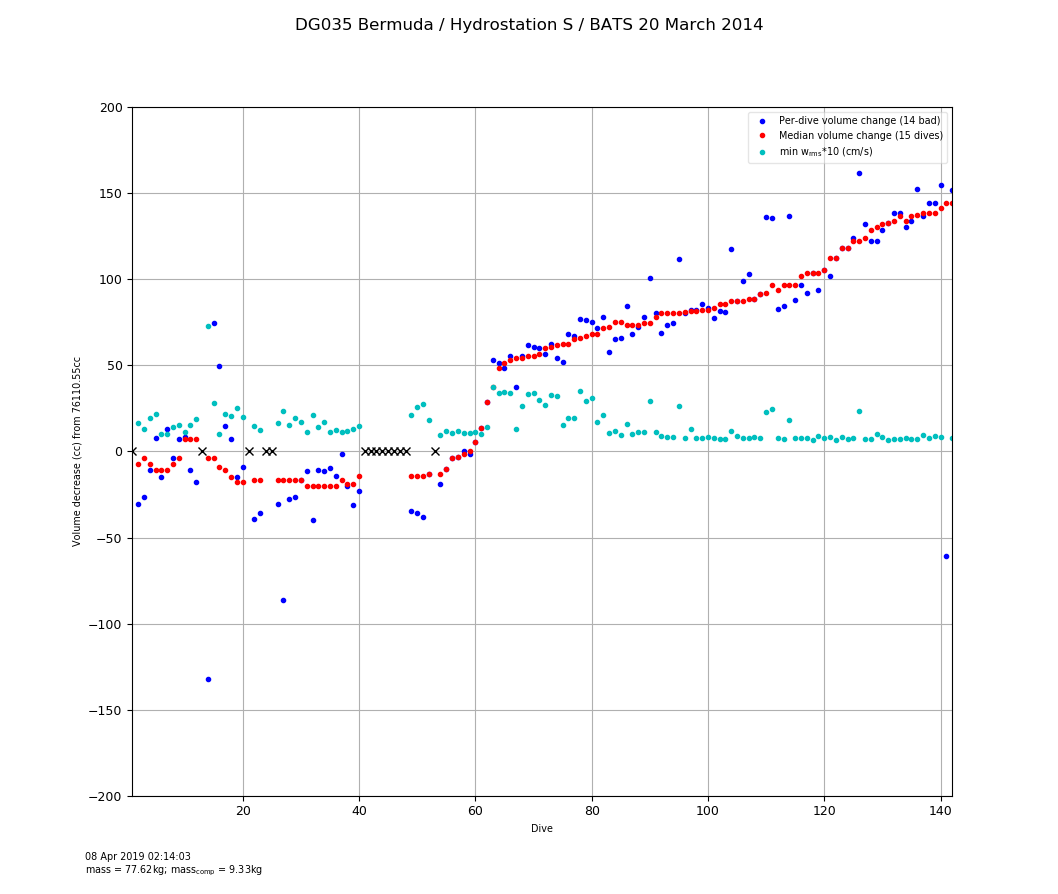 DG035 Bermuda / Hydrostation S / BATS 20 March 2014
200
150
100
50
0
−50
−100
−150
−200
Volume decrease (cc) from 76110.55cc
Per-dive volume change (14 bad)
Median volume change (15 dives)
min wrms*10 (cm/s)
20 40 60 80 100 120 140
Dive
08 Apr 2019 02:14:03
mass = 77.62kg; masscomp = 9.33kg